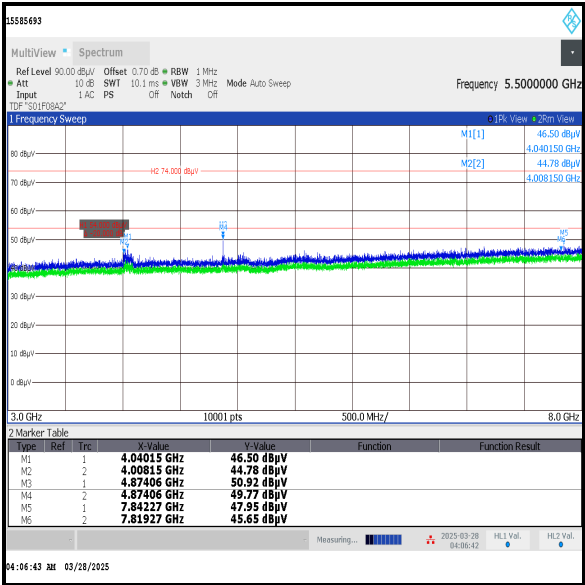 15585693
MultiView Spectrum
Ref Level 90.00 dBµV Offset 0.70 dB RBW 1 MHz
Att 10 dB SWT 10.1 ms VBW 3 MHz Mode Auto Sweep Frequency 5.5000000 GHz
Input 1 AC PS Off Notch Off
TDF "S01F08A2"
1 Frequency Sweep 1Pk View 2Rm View
M1[1] 46.50 dBµV
4.040150 GHz
80 dBµV
M2[2] 44.78 dBµV
H2 74.000 dBµV
4.008150 GHz
70 dBµV
60 dBµV
M5
M1
50 dBµV
M6
30 dBµV
20 dBµV
10 dBµV
0 dBµV
3.0 GHz 10001 pts 500.0 MHz/ 8.0 GHz
2 Marker Table
Type Ref Trc X-Value Y-Value Function Function Result
M1 1 4.04015 GHz 46.50 dBµV
M2 2 4.00815 GHz 44.78 dBµV
M3 1 4.87406 GHz 50.92 dBµV
M4 2 4.87406 GHz 49.77 dBµV
M5 1 7.84227 GHz 47.95 dBµV
M6 2 7.81927 GHz 45.65 dBµV
Measuring... 2025-03-28 HL1 Val. HL2 Val.
04:06:42
04:06:43 AM 03/28/2025